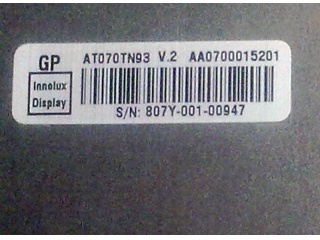 GP AT070TN93 V.2 AA0700015201
Innolux
Display
S/N: 807Y-001-00947